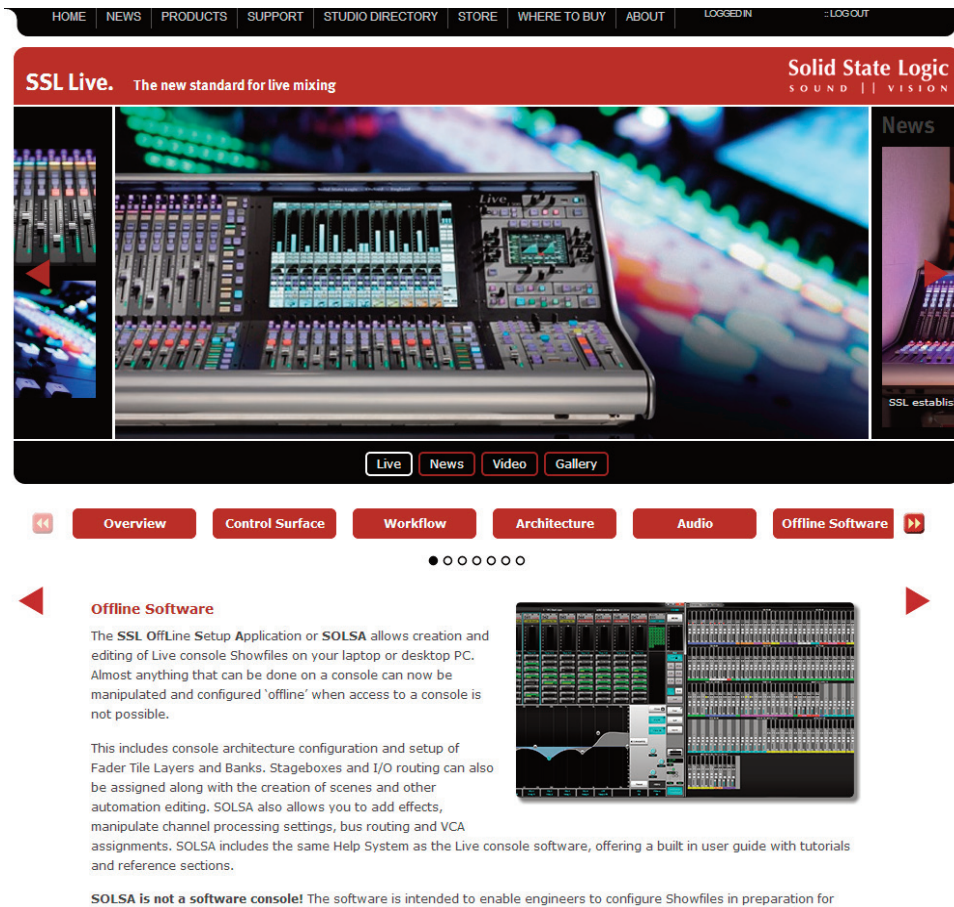 HOME NEWS PRODUCTS SUPPORT STUDIO DIRECTORY STORE WHERE TO BUY ABOUT LOGGED IN :: LOG OUT
SSL Live. The new standard for live mixing
Solid State Logic
SOUND || VISION
News
Live
SSL establis
Live News Video Gallery
Overview Control Surface Workflow Architecture Audio Offline Software
Offline Software
The SSL OffLine Setup Application or SOLSA allows creation and
editing of Live console Showfiles on your laptop or desktop PC.
Almost anything that can be done on a console can now be
manipulated and configured ‘offline’ when access to a console is
not possible.
This includes console architecture configuration and setup of
Fader Tile Layers and Banks. Stageboxes and I/O routing can also
be assigned along with the creation of scenes and other
automation editing. SOLSA also allows you to add effects,
manipulate channel processing settings, bus routing and VCA
assignments. SOLSA includes the same Help System as the Live console software, offering a built in user guide with tutorials
and reference sections.
SOLSA is not a software console! The software is intended to enable engineers to configure Showfiles in preparation for